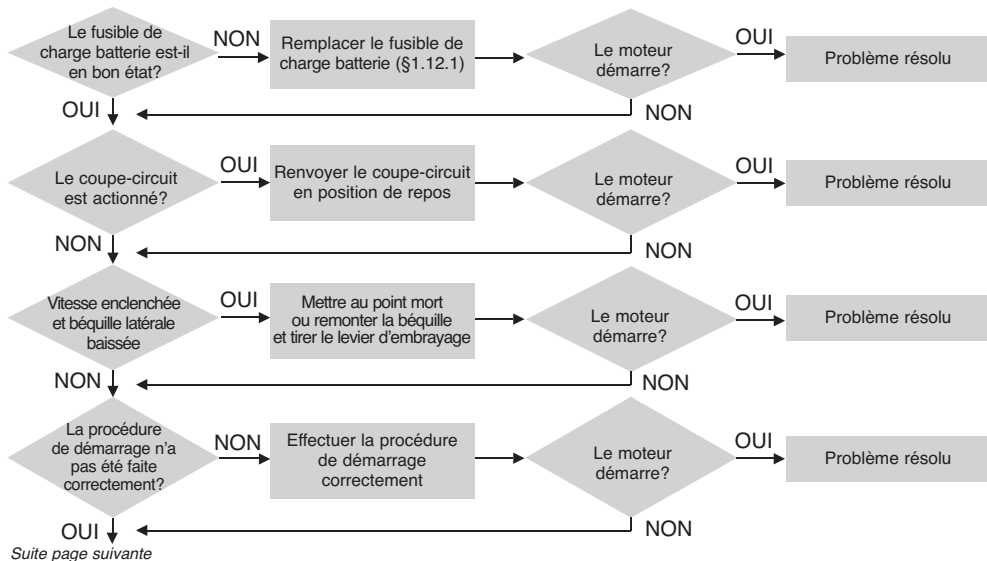 Le fusible de
charge batterie est-il
en bon état?
NON
Remplacer le fusible de
charge batterie (§1.12.1)
Le moteur
démarre?
OUI
Problème résolu
OUI
NON
Le coupe-circuit
est actionné?
OUI
Renvoyer le coupe-circuit
en position de repos
Le moteur
démarre?
OUI
Problème résolu
NON
NON
Vitesse enclenchée
et béquille latérale
baissée
OUI
Mettre au point mort
ou remonter la béquille
et tirer le levier d'embrayage
Le moteur
démarre?
OUI
Problème résolu
NON
NON
La procédure
de démarrage n'a
pas été faite
correctement?
NON
Effectuer la procédure
de démarrage
correctement
Le moteur
démarre?
OUI
Problème résolu
OUI
NON
Suite page suivante